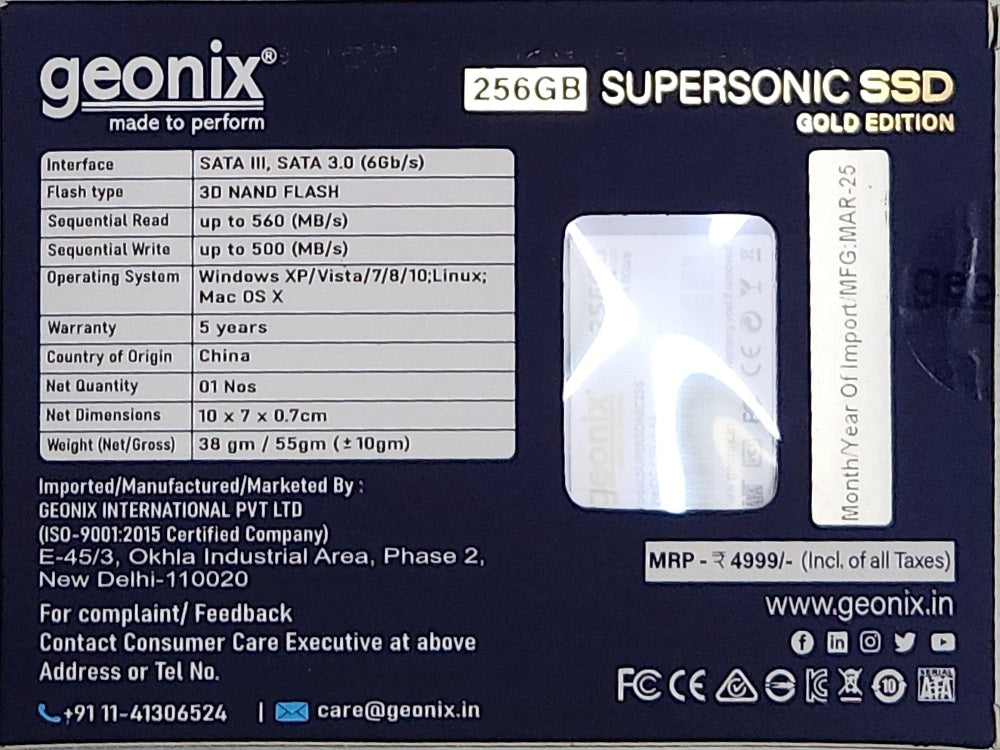 geonix®
made to perform
256GB SUPERSONIC SSD
GOLD EDITION
Interface SATA III, SATA 3.0 (6Gb/s)
Flash type 3D NAND FLASH
Sequential Read up to 560 (MB/s)
Sequential Write up to 500 (MB/s)
Operating System Windows XP/Vista/7/8/10;Linux;
Mac OS X
Warranty 5 years
Country of Origin China
Net Quantity 01 Nos
Net Dimensions 10 x 7 x 0.7cm
Weight (Net/Gross) 38 gm / 55gm (±10gm)
Imported/Manufactured/Marketed By :
GEONIX INTERNATIONAL PVT LTD
(ISO-9001:2015 Certified Company)
E-45/3, Okhla Industrial Area, Phase 2,
New Delhi-110020
For complaint/ Feedback
Contact Consumer Care Executive at above
Address or Tel No.
+91 11-41306524 | care@geonix.in
geonix
Month/Year Of Import/MFG:MAR-25
MRP - ₹ 4999/- (Incl. of all Taxes)
www.geonix.in
FC CE 10 SERIAL ATA